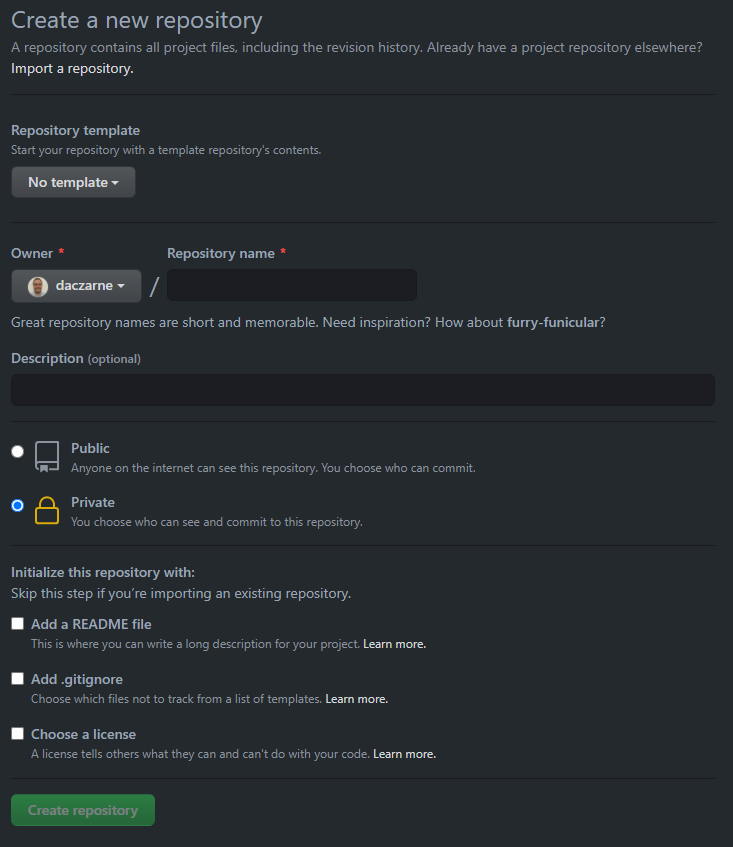 Create a new repository
A repository contains all project files, including the revision history. Already have a project repository elsewhere?
Import a repository.
Repository template
Start your repository with a template repository's contents.
No template
Owner *
Repository name *
daczarne
/
Great repository names are short and memorable. Need inspiration? How about furry-funicular?
Description (optional)
Public
Anyone on the internet can see this repository. You choose who can commit.
Private
You choose who can see and commit to this repository.
Initialize this repository with:
Skip this step if you’re importing an existing repository.
Add a README file
This is where you can write a long description for your project. Learn more.
Add .gitignore
Choose which files not to track from a list of templates. Learn more.
Choose a license
A license tells others what they can and can't do with your code. Learn more.
Create repository